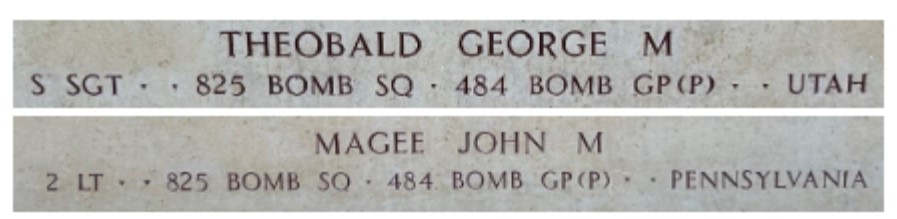 THEOBALD GEORGE M
S SGT · · 825 BOMB SQ · 484 BOMB GP(P) · · UTAH
MAGEE JOHN M
2 LT · · 825 BOMB SQ · 484 BOMB GP(P) · · PENNSYLVANIA